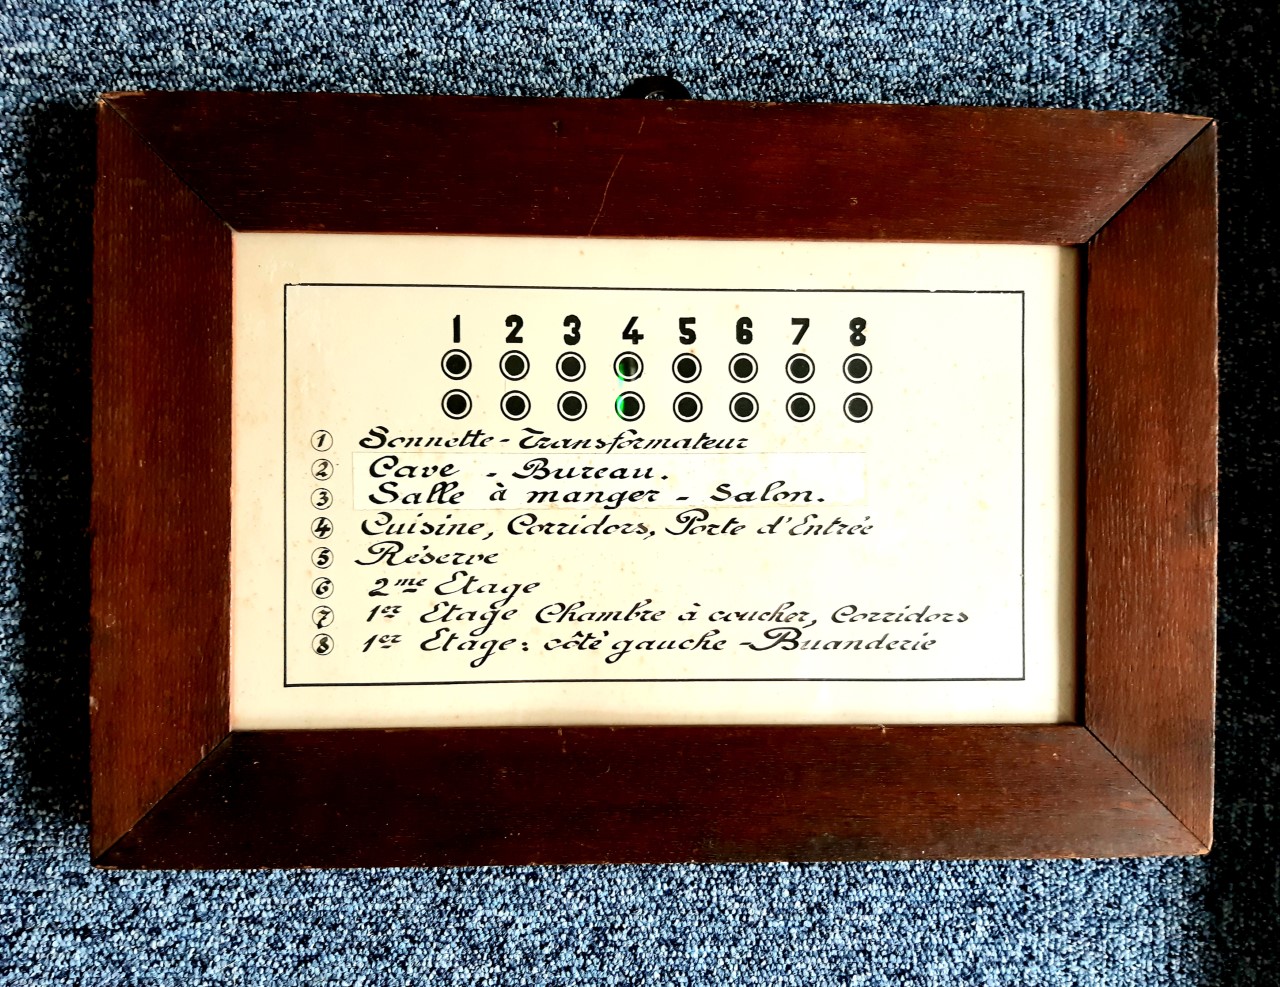 1 2 3 4 5 6 7 8
① Sonnette - Transformateur
② Cave - Bureau.
③ Salle à manger - Salon.
④ Cuisine, Corridors, Porte d'Entrée
⑤ Réserve
⑥ 2me Etage
⑦ 1er Etage Chambre à coucher, Corridors
⑧ 1er Etage: côté gauche - Buanderie